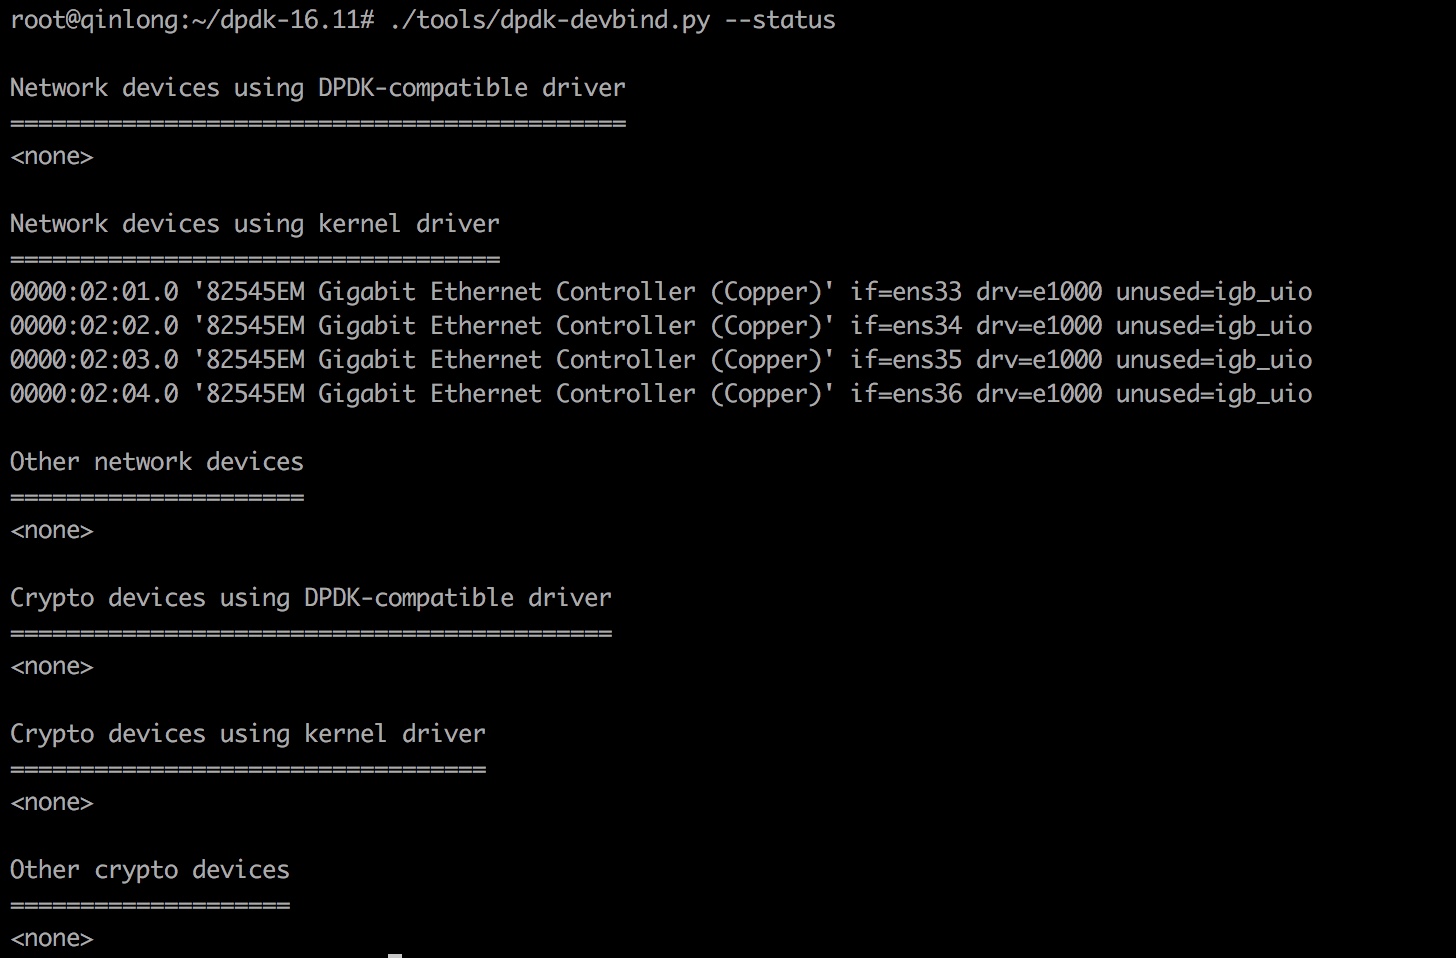 root@qinlong:~/dpdk-16.11# ./tools/dpdk-devbind.py --status
Network devices using DPDK-compatible driver
============================================
<none>
Network devices using kernel driver
===================================
0000:02:01.0 '82545EM Gigabit Ethernet Controller (Copper)' if=ens33 drv=e1000 unused=igb_uio
0000:02:02.0 '82545EM Gigabit Ethernet Controller (Copper)' if=ens34 drv=e1000 unused=igb_uio
0000:02:03.0 '82545EM Gigabit Ethernet Controller (Copper)' if=ens35 drv=e1000 unused=igb_uio
0000:02:04.0 '82545EM Gigabit Ethernet Controller (Copper)' if=ens36 drv=e1000 unused=igb_uio
Other network devices
=====================
<none>
Crypto devices using DPDK-compatible driver
===========================================
<none>
Crypto devices using kernel driver
==================================
<none>
Other crypto devices
====================
<none>